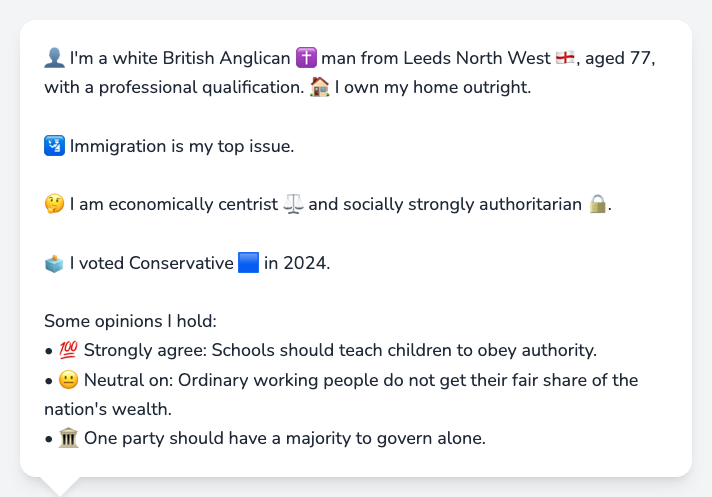 👤 I'm a white British Anglican ✝️ man from Leeds North West 🏴󠁧󠁢󠁥󠁮󠁧󠁿, aged 77,
with a professional qualification. 🏠 I own my home outright.
🛂 Immigration is my top issue.
🤔 I am economically centrist ⚖️ and socially strongly authoritarian 🔒.
🗳️ I voted Conservative 🟦 in 2024.
Some opinions I hold:
• 💯 Strongly agree: Schools should teach children to obey authority.
• 😐 Neutral on: Ordinary working people do not get their fair share of the
nation's wealth.
• 🏛️ One party should have a majority to govern alone.